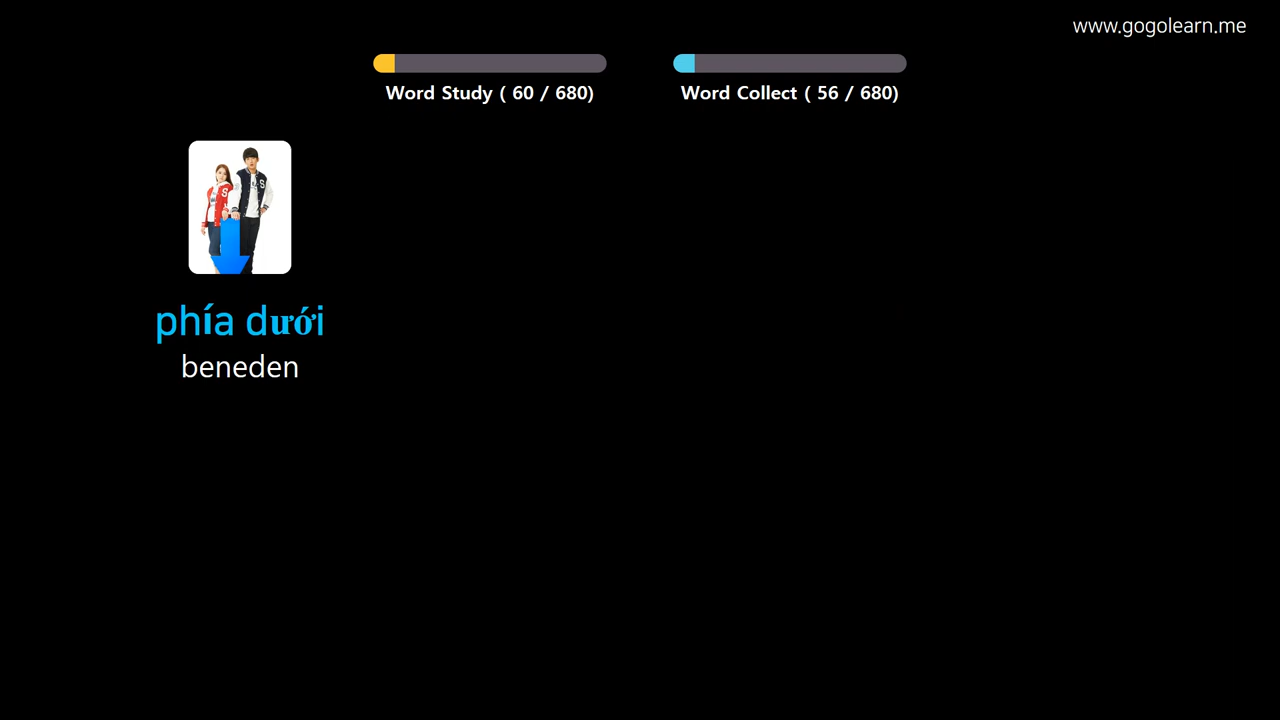 www.gogolearn.me
Word Study ( 60 / 680)
Word Collect ( 56 / 680)
phía dưới
beneden